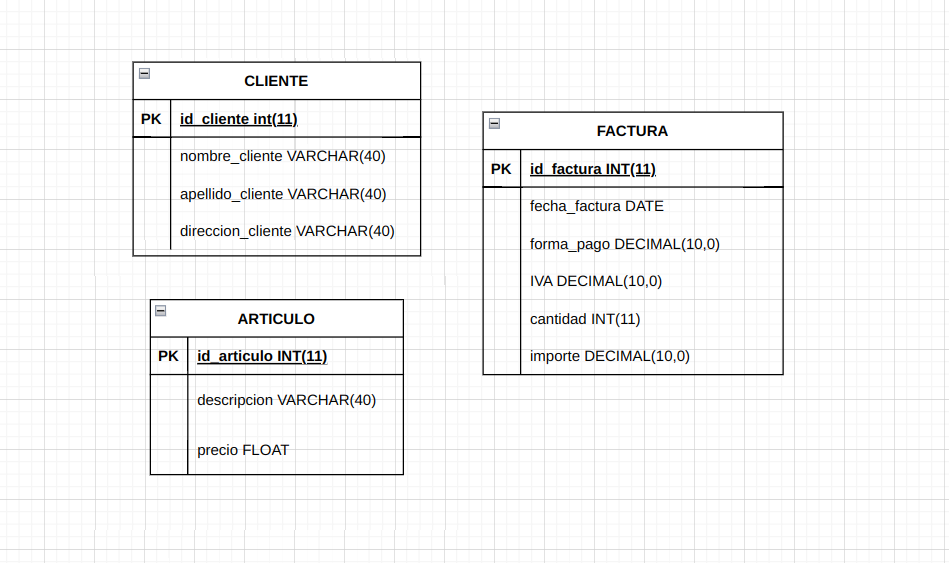 CLIENTE
PK id_cliente int(11)
nombre_cliente VARCHAR(40)
apellido_cliente VARCHAR(40)
direccion_cliente VARCHAR(40)
FACTURA
PK id_factura INT(11)
fecha_factura DATE
forma_pago DECIMAL(10,0)
IVA DECIMAL(10,0)
cantidad INT(11)
importe DECIMAL(10,0)
ARTICULO
PK id_articulo INT(11)
descripcion VARCHAR(40)
precio FLOAT